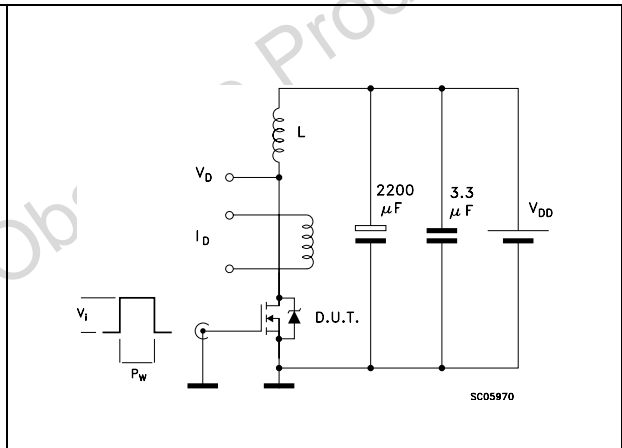 L
V_D
2200
μF
3.3
μF
V_DD
I_D
V_i
D.U.T.
P_W
SC05970